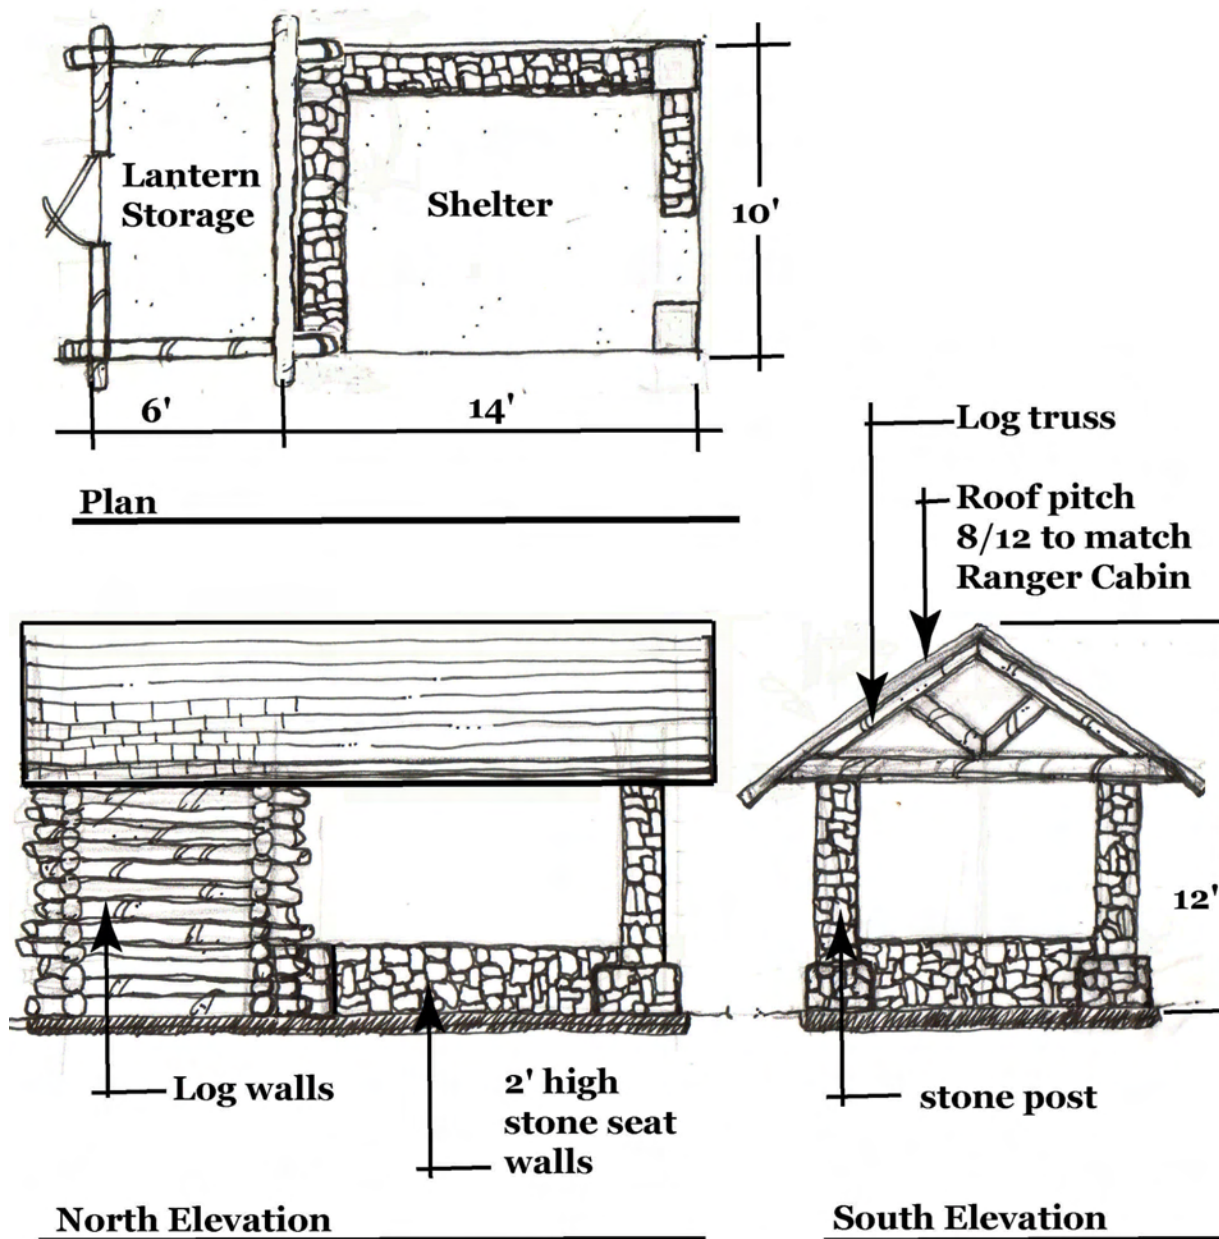 Lantern
Storage
Shelter
10'
6'
14'
Plan
Log truss
Roof pitch
8/12 to match
Ranger Cabin
12'
Log walls
2' high
stone seat
walls
stone post
North Elevation
South Elevation